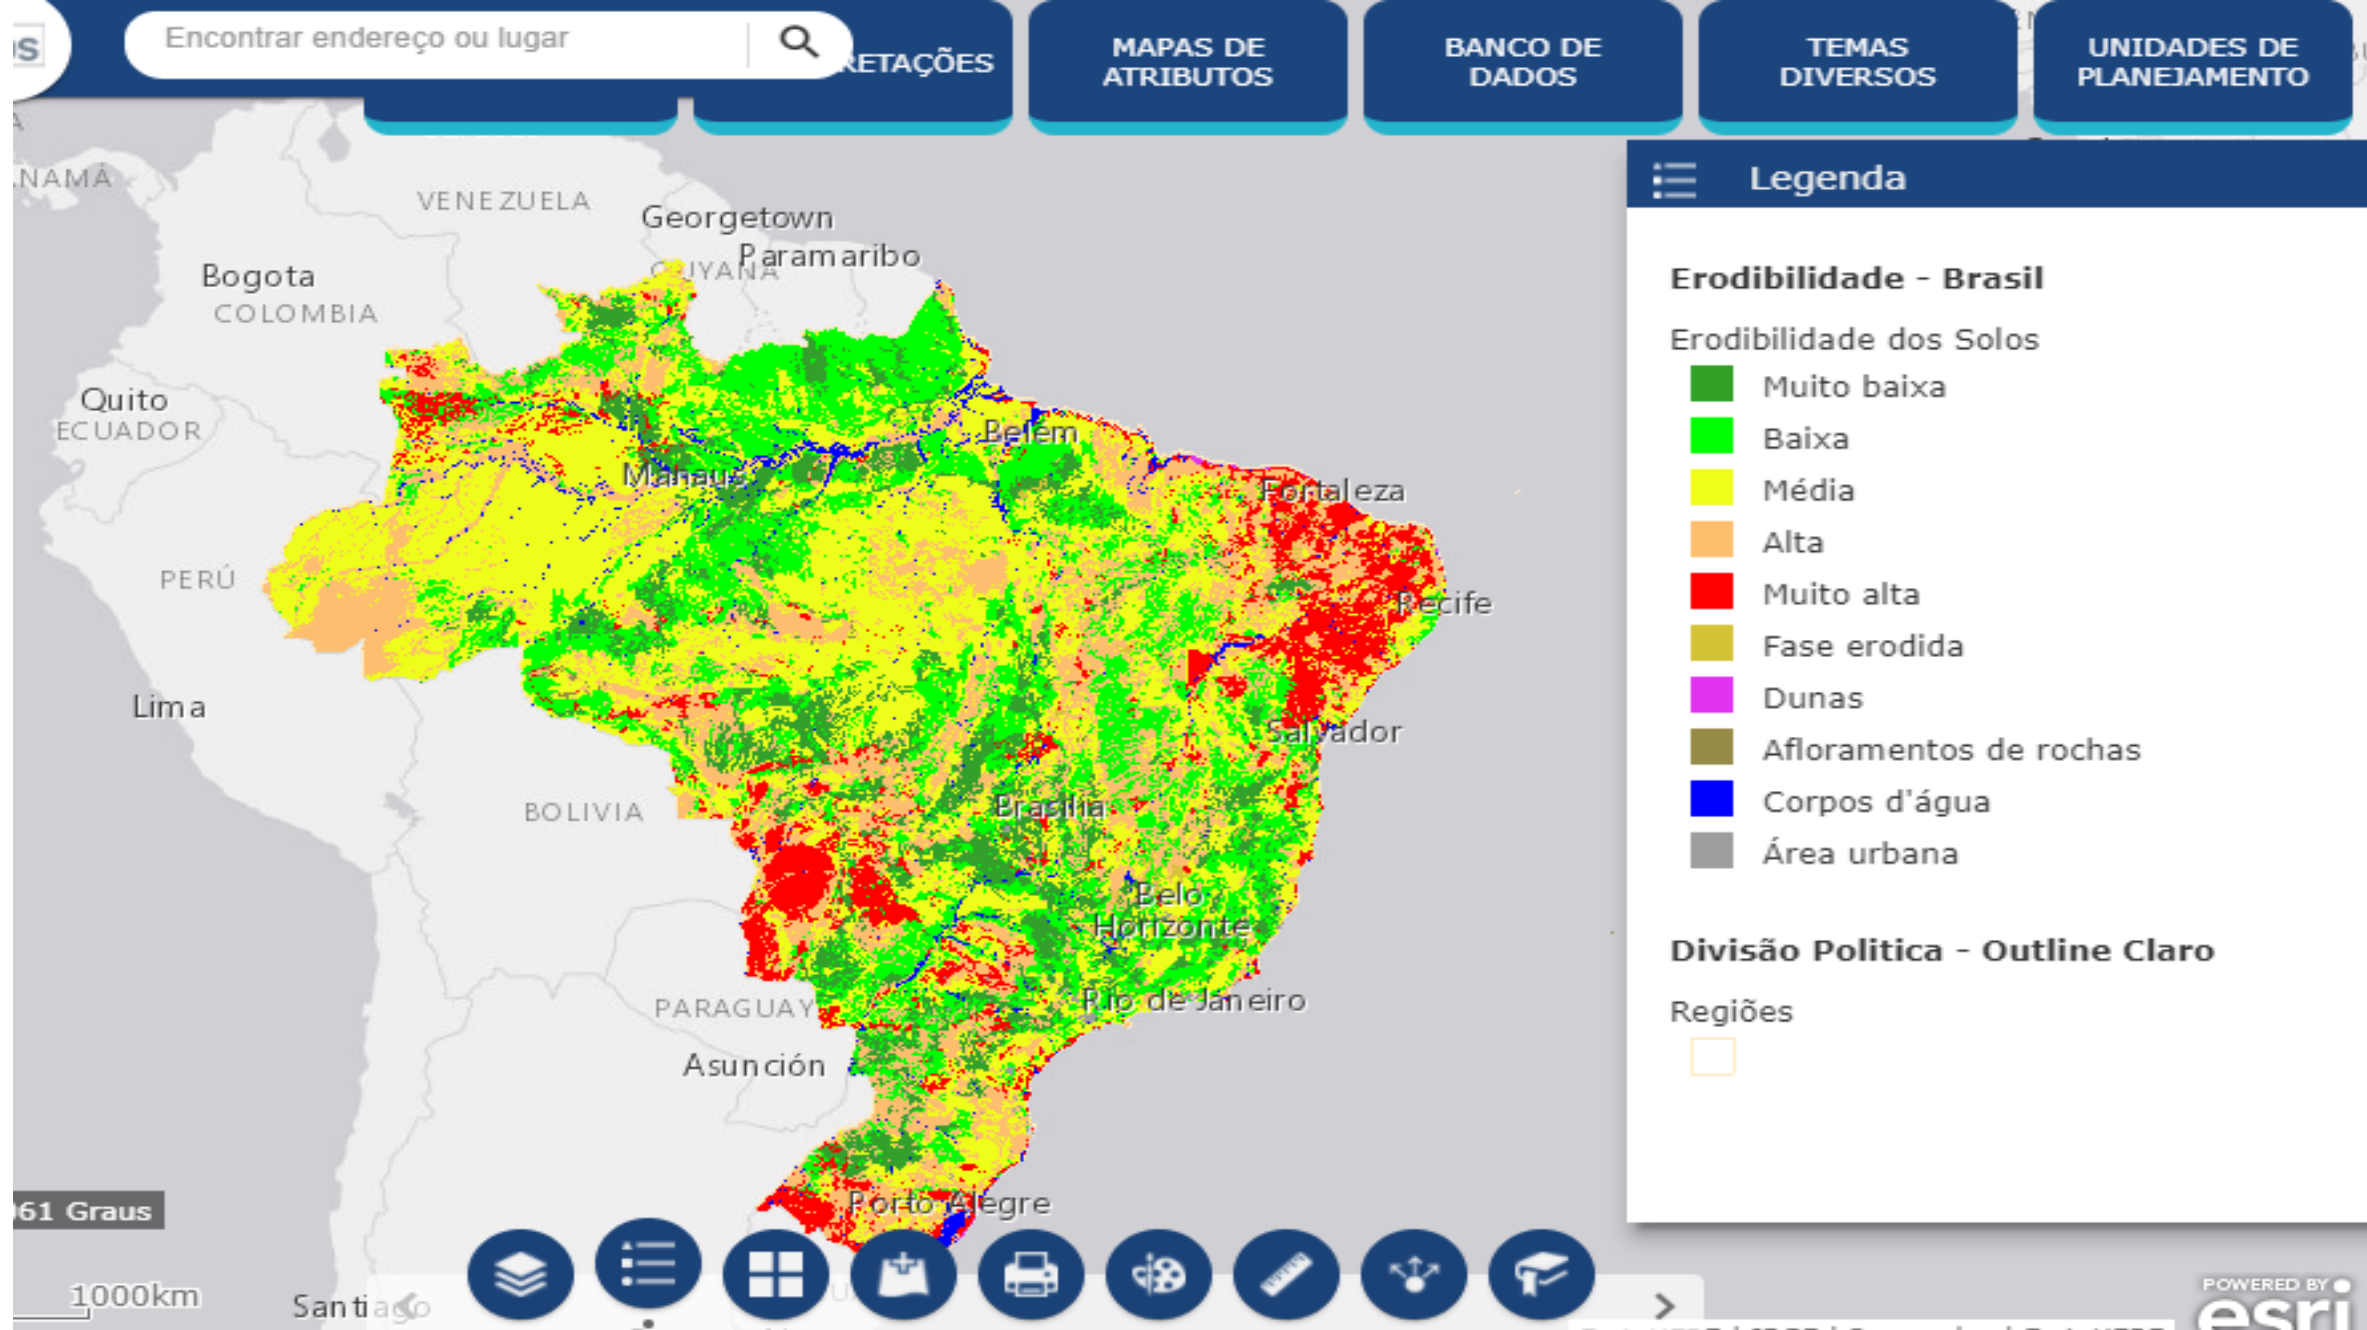 Encontrar endereço ou lugar
RETAÇÕES
MAPAS DE
ATRIBUTOS
BANCO DE
DADOS
TEMAS
DIVERSOS
UNIDADES DE
PLANEJAMENTO
Legenda
Erodibilidade - Brasil
Erodibilidade dos Solos
Muito baixa
Baixa
Média
Alta
Muito alta
Fase erodida
Dunas
Afloramentos de rochas
Corpos d'água
Área urbana
Divisão Politica - Outline Claro
Regiões
NAMÁ
VENEZUELA
Georgetown
Paramaribo
GUYANA
Bogota
COLOMBIA
Quito
ECUADOR
Belém
Manaus
Fortaleza
PERÚ
Recife
Lima
Salvador
BOLIVIA
Brasília
Belo
Horizonte
Rio de Janeiro
PARAGUAY
Asunción
Porto Alegre
061 Graus
1000km
Santiago
POWERED BY
esri